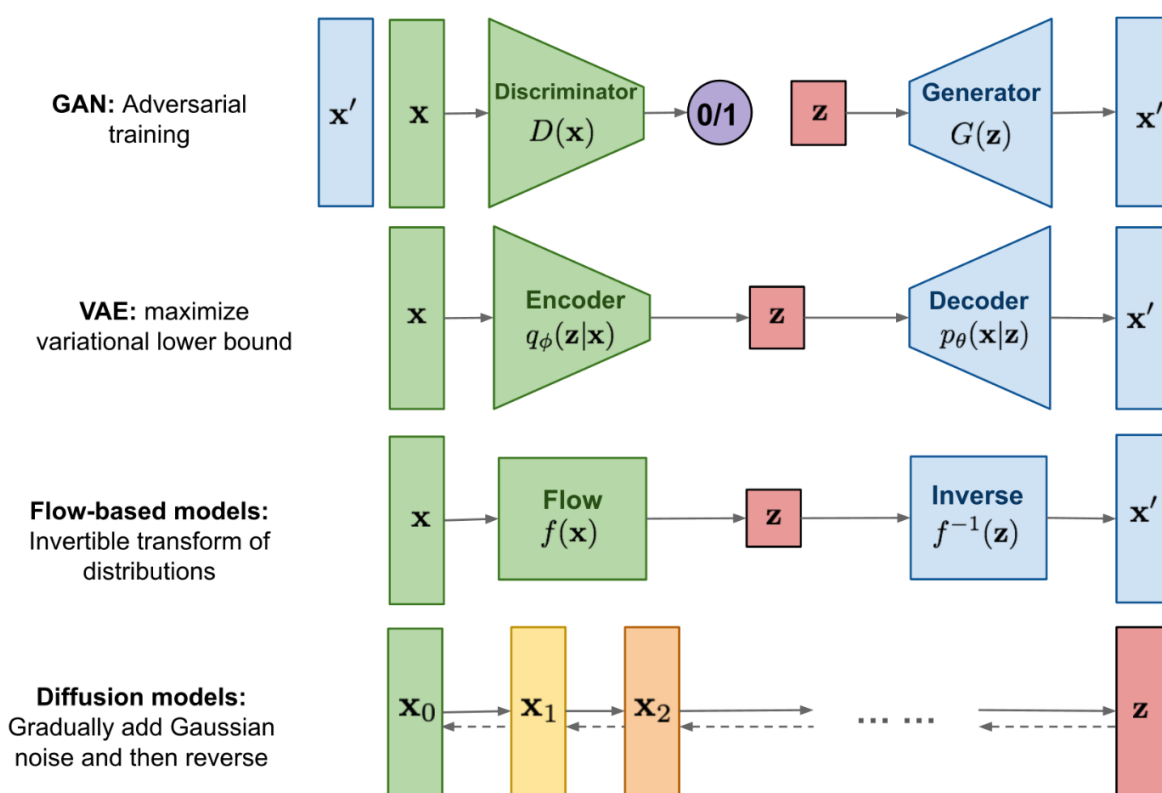 GAN: Adversarial
training
x′
x
Discriminator
D(x)
0/1
z
Generator
G(z)
x′
VAE: maximize
variational lower bound
x
Encoder
qϕ(z|x)
z
Decoder
pθ(x|z)
x′
Flow-based models:
Invertible transform of
distributions
x
Flow
f(x)
z
Inverse
f⁻¹(z)
x′
Diffusion models:
Gradually add Gaussian
noise and then reverse
x₀
x₁
x₂
... ...
z